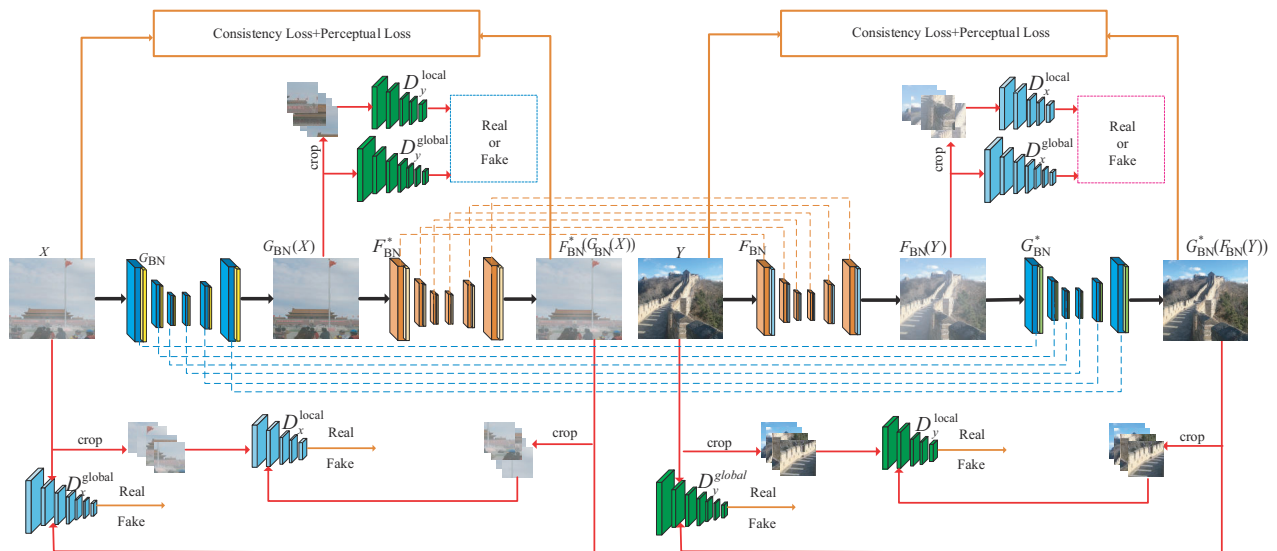 Consistency Loss+Perceptual Loss
Consistency Loss+Perceptual Loss
D_y^local
D_x^local
Real
or
Fake
Real
or
Fake
crop
D_y^global
crop
D_x^global
X
G_BN
G_BN(X)
F*_BN
F*_BN(G_BN(X))
Y
F_BN
F_BN(Y)
G*_BN
G*_BN(F_BN(Y))
crop
D_x^local
Real
Fake
crop
crop
D_y^local
Real
Fake
crop
D_x^global
Real
Fake
D_y^global
Real
Fake